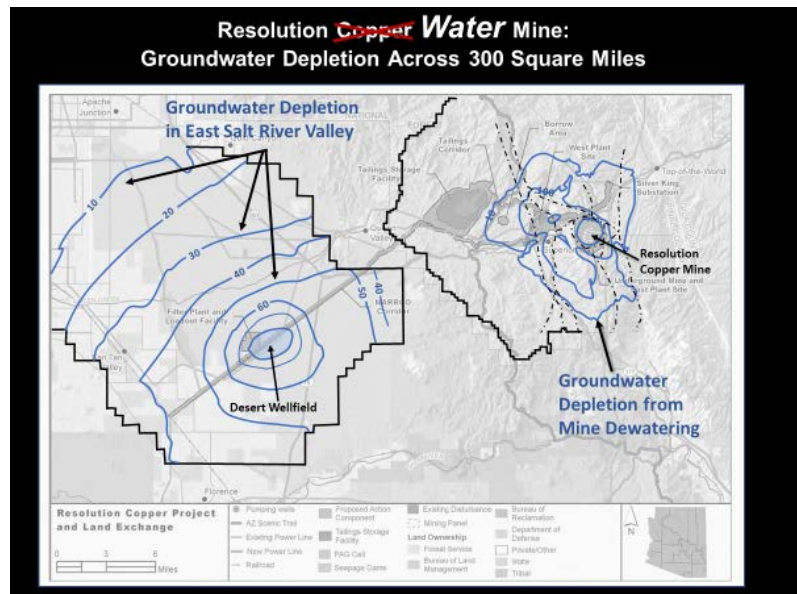 Resolution Copper Water Mine:
Groundwater Depletion Across 300 Square Miles
Apache
Junction
Groundwater Depletion
in East Salt River Valley
NATIONAL
Borrow
Area
Tailings
Corridor
West Plant
Site
Tailings Storage
Facility
Top-of-the-World
Silver King
Substation
10
20
30
40
50
40
60
10
100
Valley
Resolution
Copper Mine
Underground Mine and
East Plant Site
MARRCO
Corridor
Filter Plant and
Loadout Facility
Desert Wellfield
Groundwater
Depletion from
Mine Dewatering
Florence
Resolution Copper Project
and Land Exchange
0 3 6
Miles
Pumping wells
AZ Scenic Trail
Existing Power Line
New Power Line
Railroad
Proposed Action
Component
Tailings Storage
Facility
PAG Cell
Seepage Dams
Existing Disturbance
Mining Panel
Land Ownership
Forest Service
Bureau of Land
Management
Bureau of
Reclamation
Department of
Defense
Private/Other
State
Tribal
N